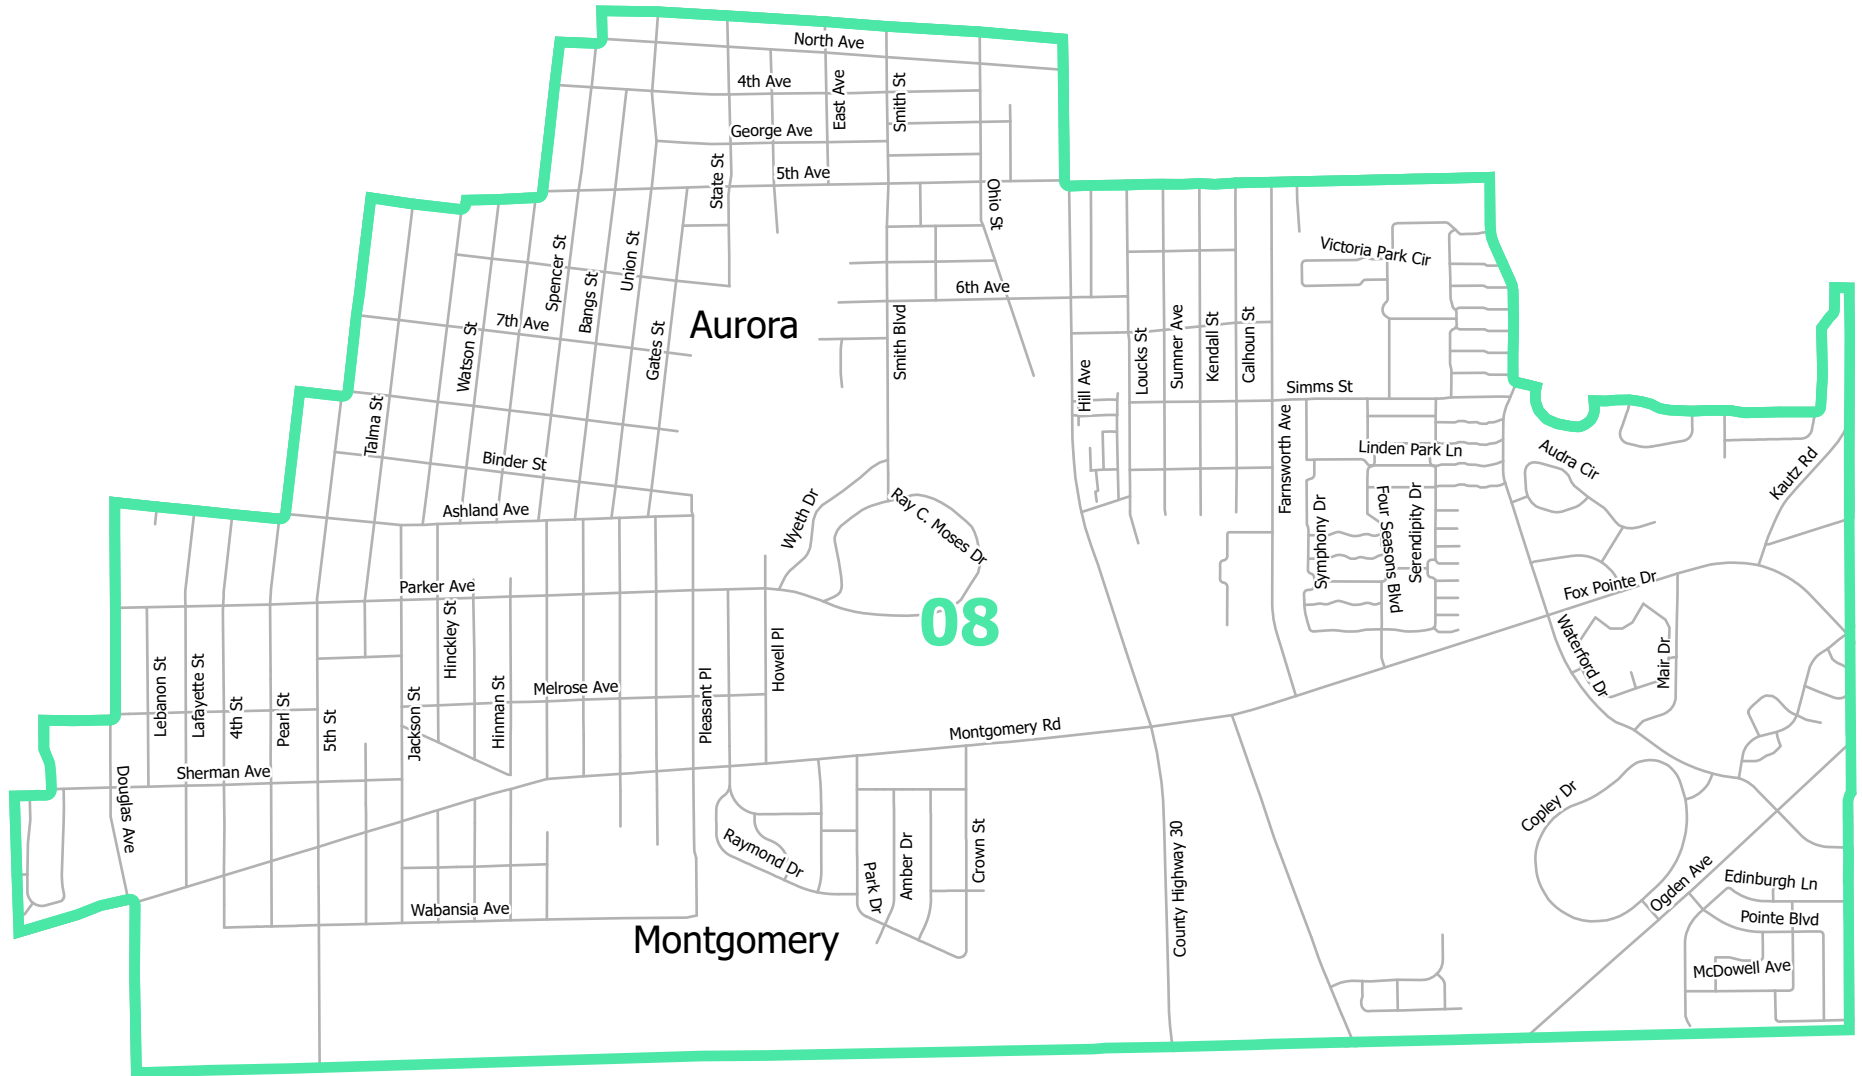 North Ave
4th Ave
East Ave
Smith St
George Ave
5th Ave
State St
Ohio St
Spencer St
Union St
Bangs St
Victoria Park Cir
6th Ave
7th Ave
Aurora
Watson St
Gates St
Smith Blvd
Hill Ave
Loucks St
Sumner Ave
Kendall St
Calhoun St
Simms St
Talma St
Farnsworth Ave
Linden Park Ln
Audra Cir
Kautz Rd
Binder St
Ashland Ave
Wyeth Dr
Ray C. Moses Dr
Symphony Dr
Four Seasons Blvd
Serendipity Dr
Parker Ave
Fox Pointe Dr
08
Hinckley St
Howell Pl
Waterford Dr
Mair Dr
Lebanon St
Lafayette St
4th St
Pearl St
5th St
Jackson St
Hinman St
Melrose Ave
Pleasant Pl
Montgomery Rd
Sherman Ave
Douglas Ave
Copley Dr
Raymond Dr
Park Dr
Amber Dr
Crown St
County Highway 30
Ogden Ave
Edinburgh Ln
Wabansia Ave
Pointe Blvd
Montgomery
McDowell Ave